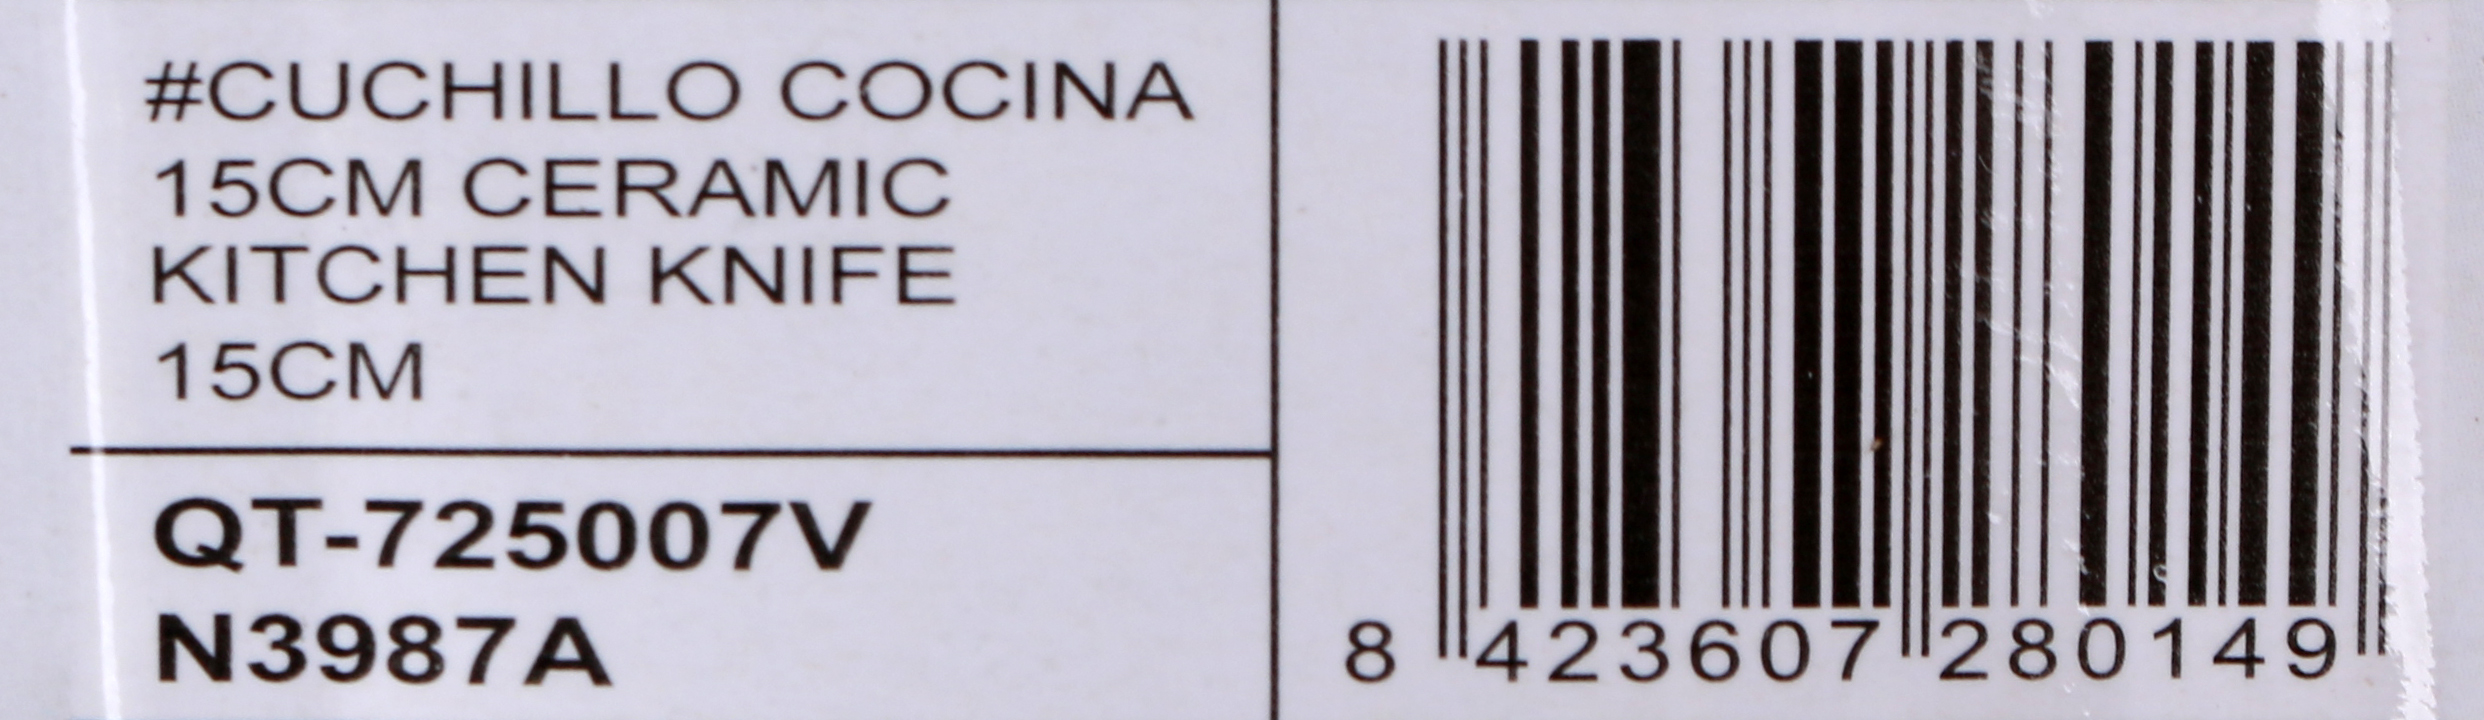 #CUCHILLO COCINA
15CM CERAMIC
KITCHEN KNIFE
15CM
QT-725007V
N3987A
8 423607 280149